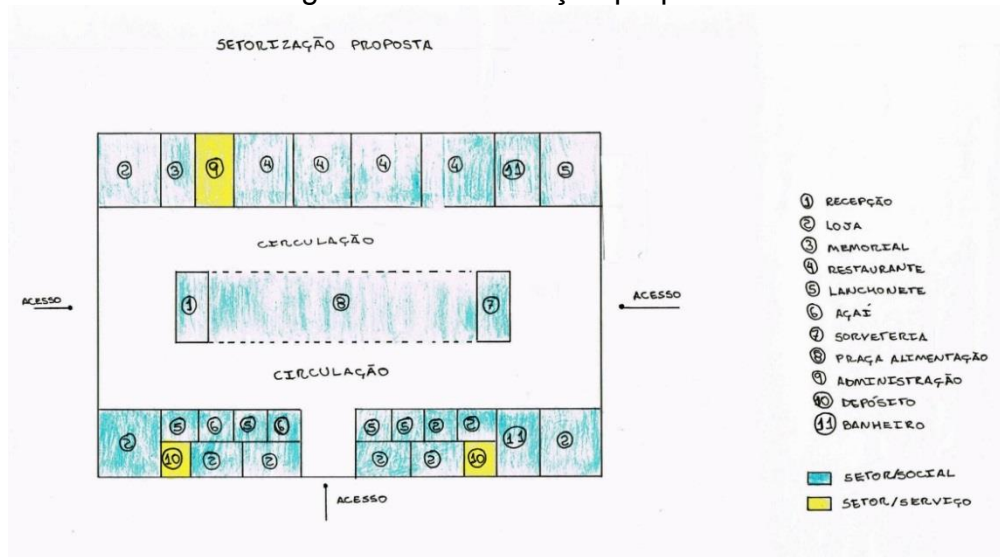 SETORIZAÇÃO PROPOSTA
2 3 9 4 4 4 4 11 5
CIRCULAÇÃO
ACESSO
1 8 7
ACESSO
CIRCULAÇÃO
5 6 5 6
2
10 2 2
5 5 2 2
2 2 10
11 2
ACESSO
1 RECEPÇÃO
2 LOJA
3 MEMORIAL
4 RESTAURANTE
5 LANCHONETE
6 AÇAÍ
7 SORVETERIA
8 PRAÇA ALIMENTAÇÃO
9 ADMINISTRAÇÃO
10 DEPÓSITO
11 BANHEIRO
SETOR/SOCIAL
SETOR/SERVIÇO